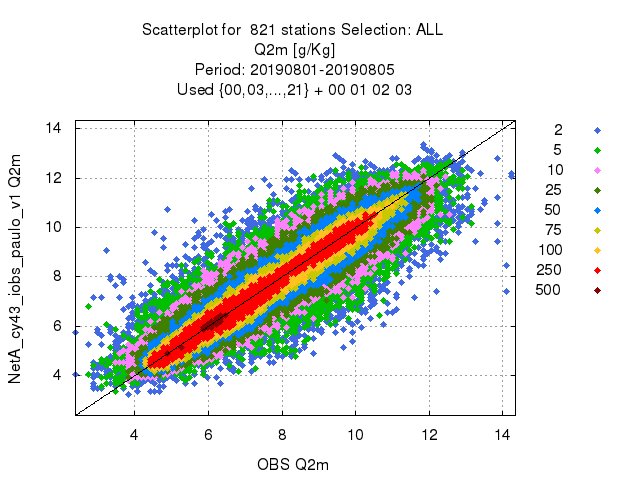 Scatterplot for  821 stations Selection: ALL
Q2m [g/Kg]
Period: 20190801-20190805
Used {00,03,...,21} + 00 01 02 03
14
12
10
8
6
4
NetA_cy43_iobs_paulo_v1 Q2m
4 6 8 10 12 14
OBS Q2m
2
5
10
25
50
75
100
250
500